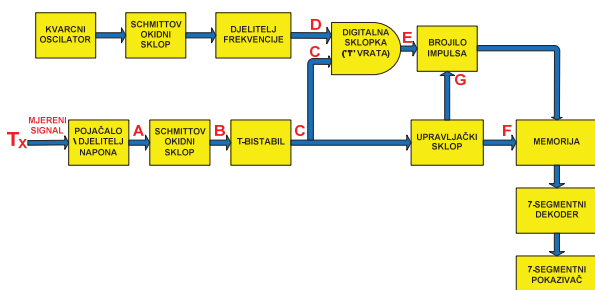 KVARCNI
OSCILATOR
SCHMITTOV
OKIDNI
SKLOP
DJELITELJ
FREKVENCIJE
D
C
DIGITALNA
SKLOPKA
("I" VRATA)
E
BROJILO
IMPULSA
G
MJERENI
SIGNAL
Tx
POJAČALO
\DJELITELJ
NAPONA
A
SCHMITTOV
OKIDNI
SKLOP
B
T-BISTABIL
C
UPRAVLJAČKI
SKLOP
F
MEMORIJA
7-SEGMENTNI
DEKODER
7-SEGMENTNI
POKAZIVAČ